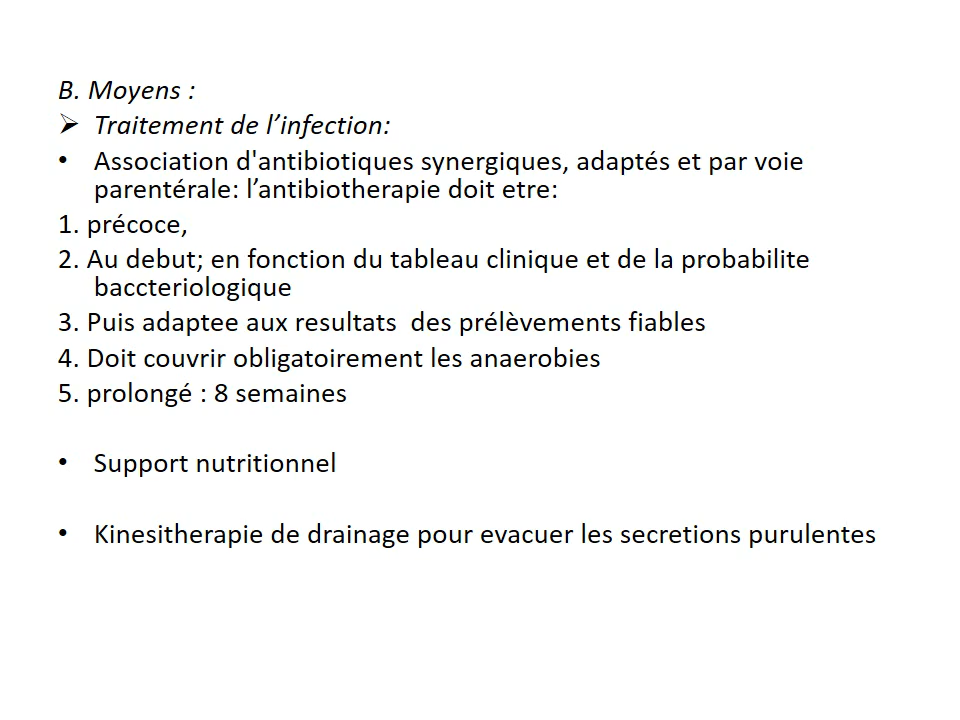 B. Moyens :
➢ Traitement de l’infection:
• Association d'antibiotiques synergiques, adaptés et par voie
parentérale: l’antibiotherapie doit etre:
1. précoce,
2. Au debut; en fonction du tableau clinique et de la probabilite
baccteriologique
3. Puis adaptee aux resultats  des prélèvements fiables
4. Doit couvrir obligatoirement les anaerobies
5. prolongé : 8 semaines
• Support nutritionnel
• Kinesitherapie de drainage pour evacuer les secretions purulentes